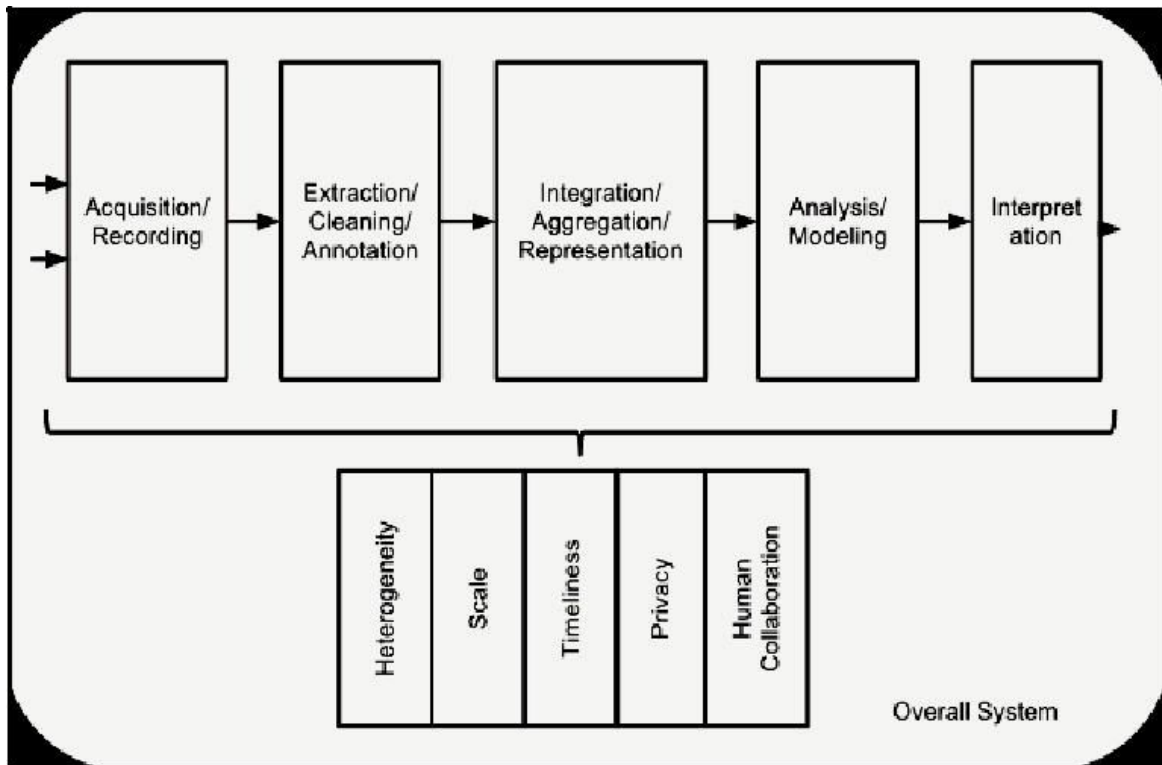 Acquisition/
Recording
Extraction/
Cleaning/
Annotation
Integration/
Aggregation/
Representation
Analysis/
Modeling
Interpret
ation
Heterogeneity
Scale
Timeliness
Privacy
Human
Collaboration
Overall System